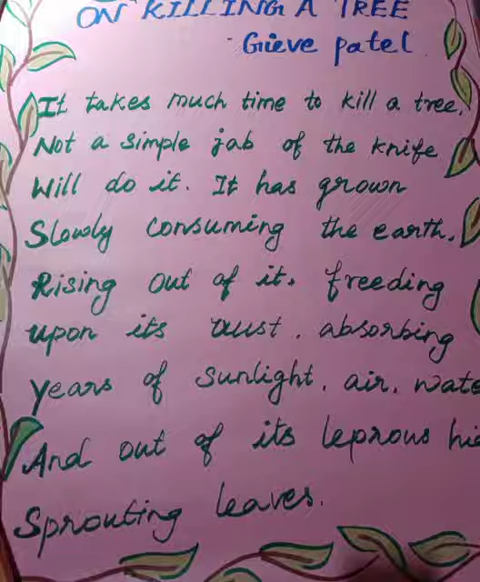 ON KILLING A TREE
- Gieve patel
It takes much time to kill a tree.
Not a simple jab of the knife
Will do it. It has grown
Slowly consuming the earth.
Rising out of it. freeding
upon its crust. absorbing
years of sunlight. air. wate
And out of its leprous hi
Sprouting leaves.